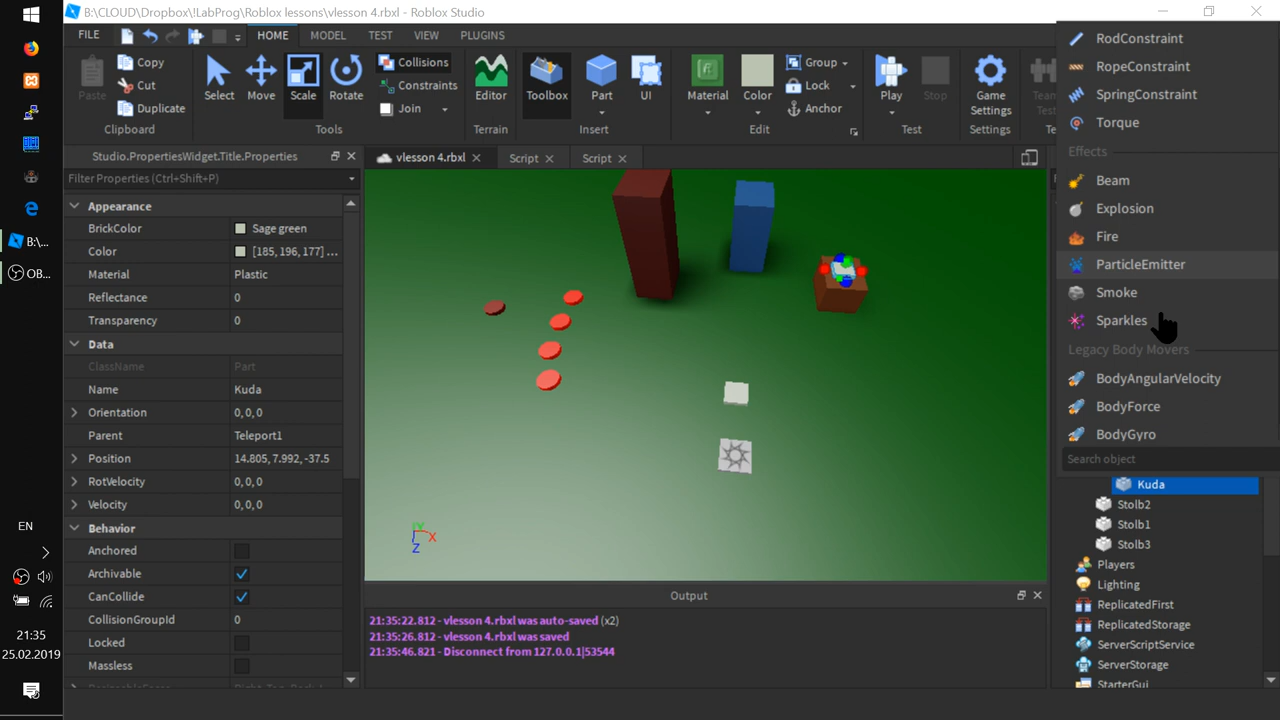 B:\CLOUD\Dropbox\!LabProg\Roblox lessons\vlesson 4.rbxl - Roblox Studio
FILE
HOME
MODEL
TEST
VIEW
PLUGINS
Paste
Copy
Cut
Duplicate
Clipboard
Select
Move
Scale
Rotate
Collisions
Constraints
Join
Tools
Editor
Terrain
Toolbox
Part
UI
Insert
Material
Color
Group
Lock
Anchor
Edit
Play
Stop
Test
Game
Settings
Settings
Studio.PropertiesWidget.Title.Properties
Filter Properties (Ctrl+Shift+P)
Appearance
BrickColor Sage green
Color [185, 196, 177] ...
Material Plastic
Reflectance 0
Transparency 0
Data
ClassName Part
Name Kuda
Orientation 0, 0, 0
Parent Teleport1
Position 14.805, 7.992, -37.5
RotVelocity 0, 0, 0
Velocity 0, 0, 0
Behavior
Anchored
Archivable
CanCollide
CollisionGroupId 0
Locked
Massless
vlesson 4.rbxl
Script
Script
X
Y
Z
Output
21:35:22.812 - vlesson 4.rbxl was auto-saved (x2)
21:35:26.812 - vlesson 4.rbxl was saved
21:35:46.821 - Disconnect from 127.0.0.1|53544
RodConstraint
RopeConstraint
SpringConstraint
Torque
Effects
Beam
Explosion
Fire
ParticleEmitter
Smoke
Sparkles
Legacy Body Movers
BodyAngularVelocity
BodyForce
BodyGyro
Search object
Kuda
Stolb2
Stolb1
Stolb3
Players
Lighting
ReplicatedFirst
ReplicatedStorage
ServerScriptService
ServerStorage
StarterGui
B:\...
OB...
EN
21:35
25.02.2019